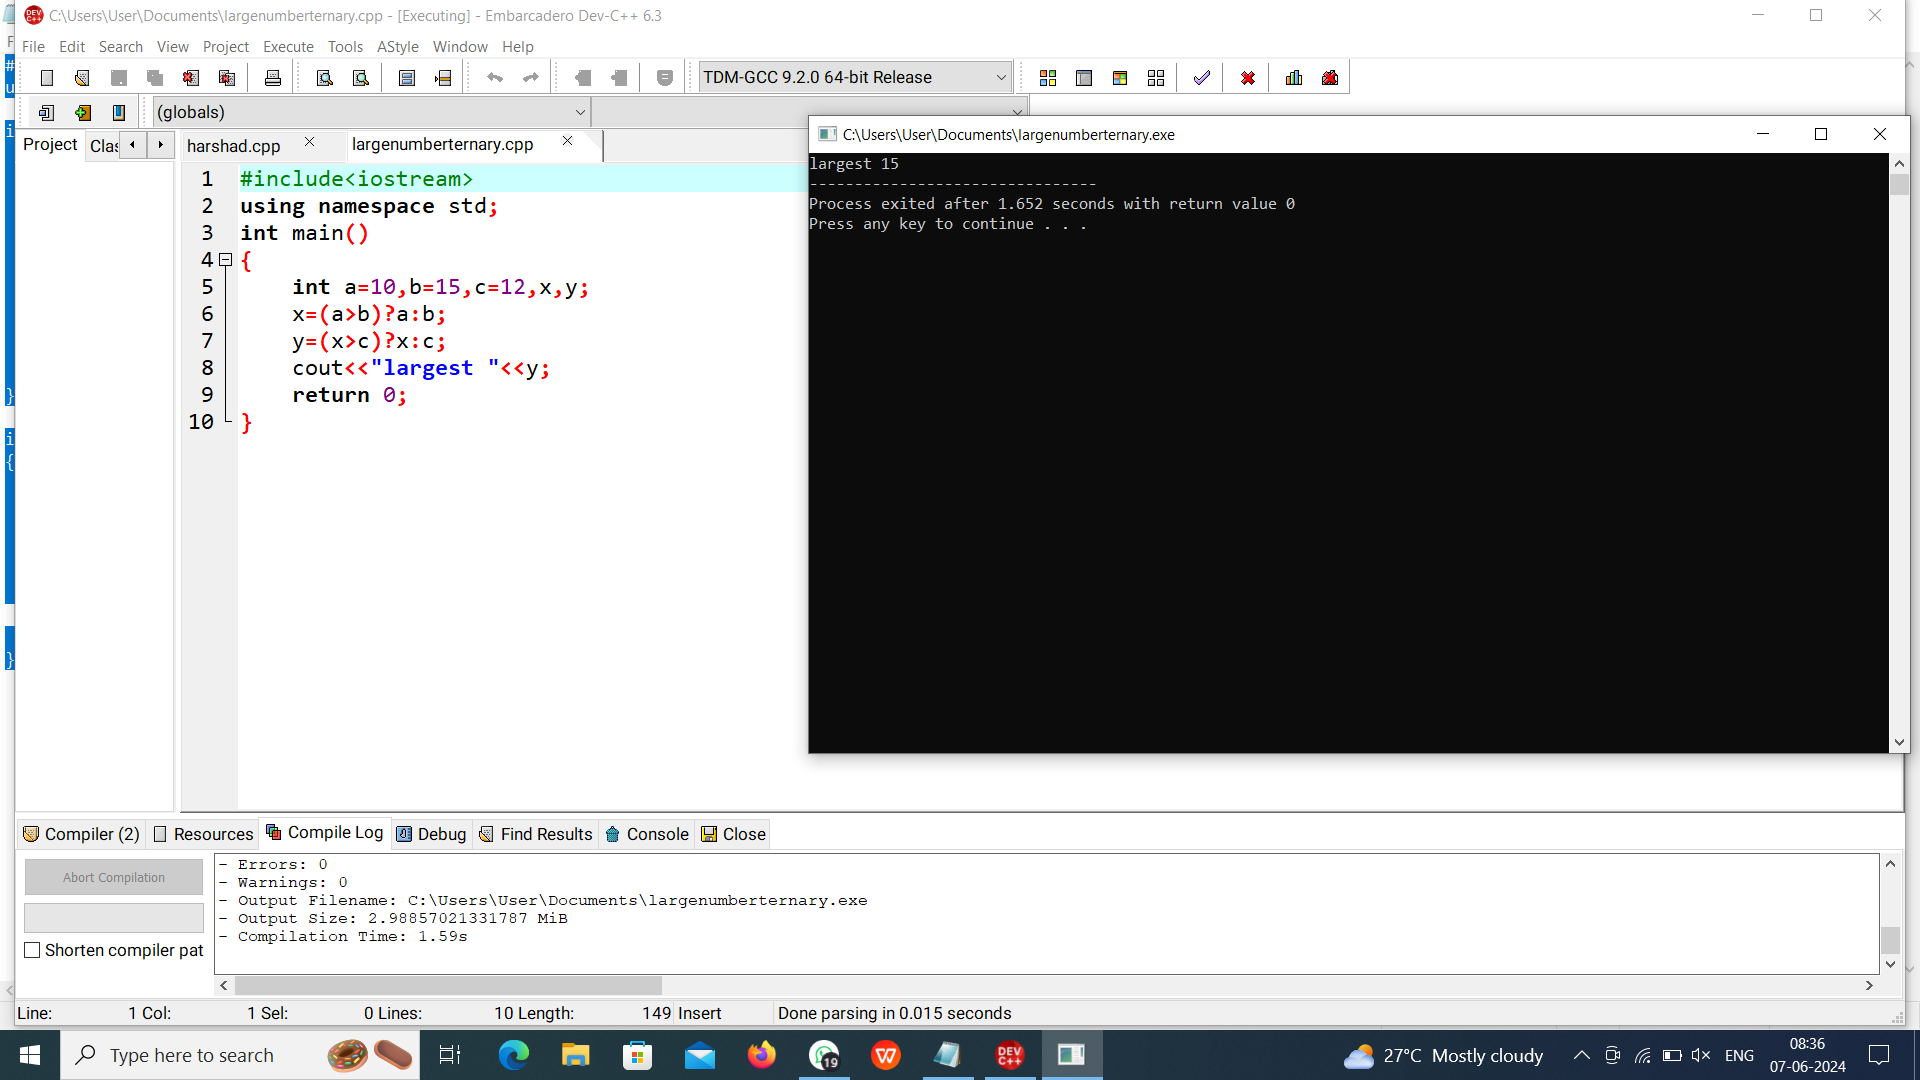 C:\Users\User\Documents\largenumberternary.cpp - [Executing] - Embarcadero Dev-C++ 6.3
File Edit Search View Project Execute Tools AStyle Window Help
TDM-GCC 9.2.0 64-bit Release
(globals)
Project Clas
harshad.cpp largenumberternary.cpp
1 #include<iostream>
2 using namespace std;
3 int main()
4 {
5 int a=10,b=15,c=12,x,y;
6 x=(a>b)?a:b;
7 y=(x>c)?x:c;
8 cout<<"largest "<<y;
9 return 0;
10 }
C:\Users\User\Documents\largenumberternary.exe
largest 15
--------------------------------
Process exited after 1.652 seconds with return value 0
Press any key to continue . . .
Compiler (2) Resources Compile Log Debug Find Results Console Close
Abort Compilation
Shorten compiler pat
- Errors: 0
- Warnings: 0
- Output Filename: C:\Users\User\Documents\largenumberternary.exe
- Output Size: 2.98857021331787 MiB
- Compilation Time: 1.59s
Line: 1 Col: 1 Sel: 0 Lines: 10 Length: 149 Insert Done parsing in 0.015 seconds
Type here to search
19
DEV C++
27°C Mostly cloudy
ENG
08:36
07-06-2024